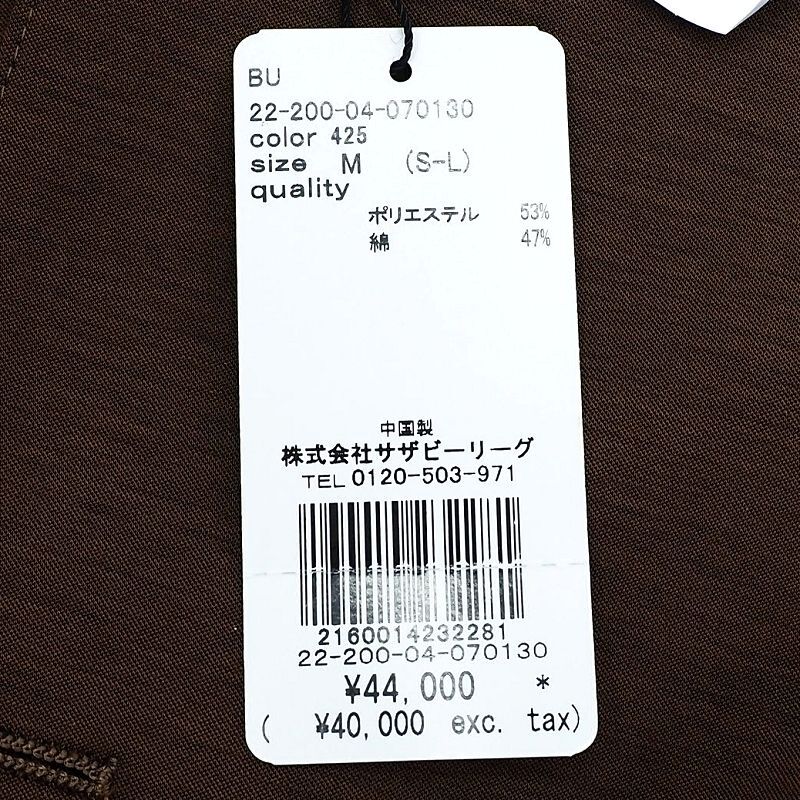 BU
22-200-04-070130
color 425
size M (S-L)
quality
ポリエステル 53%
綿 47%
中国製
株式会社サザビーリーグ
TEL 0120-503-971
2160014232281
22-200-04-070130
¥44,000 *
( ¥40,000 exc. tax)